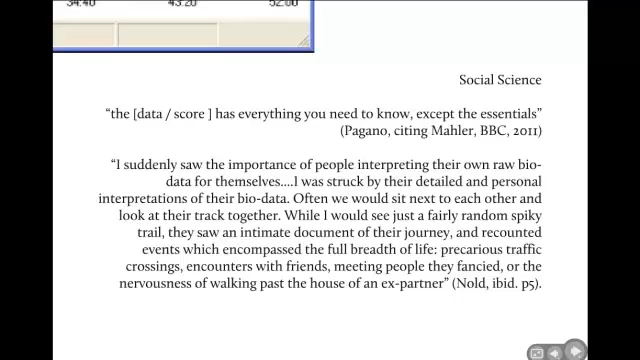 34:40 43:20 52:00
Social Science
“the [data / score ] has everything you need to know, except the essentials”
(Pagano, citing Mahler, BBC, 2011)
“I suddenly saw the importance of people interpreting their own raw bio-
data for themselves....I was struck by their detailed and personal
interpretations of their bio-data. Often we would sit next to each other and
look at their track together. While I would see just a fairly random spiky
trail, they saw an intimate document of their journey, and recounted
events which encompassed the full breadth of life: precarious traffic
crossings, encounters with friends, meeting people they fancied, or the
nervousness of walking past the house of an ex-partner” (Nold, ibid. p5).